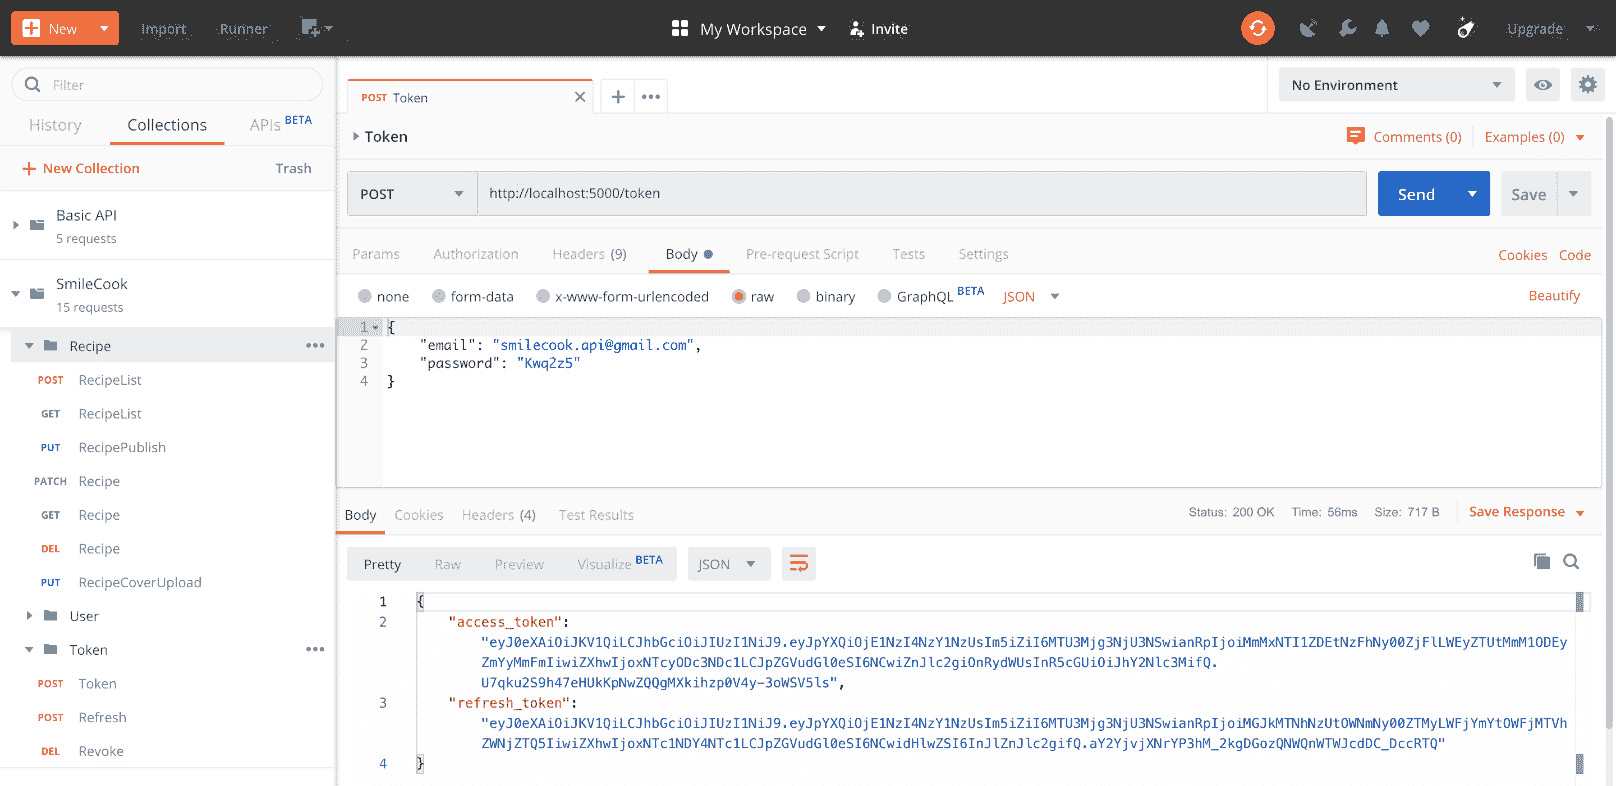 New Import Runner My Workspace Invite Upgrade
Filter
History Collections APIs BETA
New Collection Trash
Basic API
5 requests
SmileCook
15 requests
Recipe
POST RecipeList
GET RecipeList
PUT RecipePublish
PATCH Recipe
GET Recipe
DEL Recipe
PUT RecipeCoverUpload
User
Token
POST Token
POST Refresh
DEL Revoke
POST Token
No Environment
Token
Comments (0) Examples (0)
POST http://localhost:5000/token Send Save
Params Authorization Headers (9) Body Pre-request Script Tests Settings Cookies Code
none form-data x-www-form-urlencoded raw binary GraphQL BETA JSON Beautify
1 {
2 "email": "smilecook.api@gmail.com",
3 "password": "Kwq2z5"
4 }
Body Cookies Headers (4) Test Results Status: 200 OK Time: 56ms Size: 717 B Save Response
Pretty Raw Preview Visualize BETA JSON
1 {
2 "access_token":
"eyJ0eXAiOiJKV1QiLCJhbGciOiJIUzI1NiJ9.eyJpYXQiOjE1NzI4NzY1NzUsIm5iZiI6MTU3Mjg3NjU3NSwianRpIjoiMmMxNTI1ZDEtNzFhNy00ZjFlLWEyZTUtMmM1ODEy
ZmYyMmFmIiwiZXhwIjoxNTcyODc3NDc1LCJpZGVudGl0eSI6NCwiZnJlc2giOnRydWUsInR5cGUiOiJhY2Nlc3MifQ.
U7qku2S9h47eHUkKpNwZQQgMXkihzp0V4y-3oWSV5ls",
3 "refresh_token":
"eyJ0eXAiOiJKV1QiLCJhbGciOiJIUzI1NiJ9.eyJpYXQiOjE1NzI4NzY1NzUsIm5iZiI6MTU3Mjg3NjU3NSwianRpIjoiMGJkMTNhNzUtOWNmNy00ZTMyLWFjYmYtOWFjMTVh
ZWNjZTQ5IiwiZXhwIjoxNTc1NDY4NTc1LCJpZGVudGl0eSI6NCwidHlwZSI6InJlZnJlc2gifQ.aY2YjvjXNrYP3hM_2kgDGozQNWQnWTWJcdDC_DccRTQ"
4 }